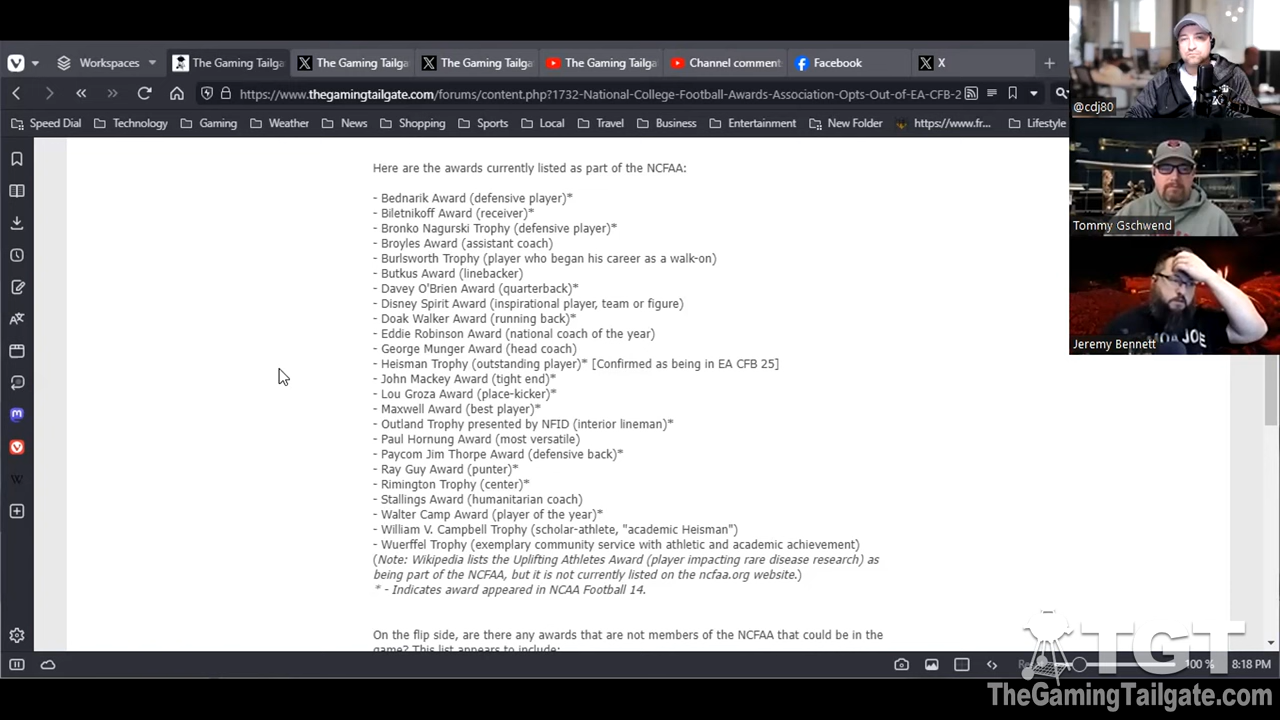 Workspaces
The Gaming Tailga
The Gaming Tailga
The Gaming Tailga
The Gaming Tailga
Channel comment
Facebook
X
https://www.thegamingtailgate.com/forums/content.php?1732-National-College-Football-Awards-Association-Opts-Out-of-EA-CFB-2
Speed Dial
Technology
Gaming
Weather
News
Shopping
Sports
Local
Travel
Business
Entertainment
New Folder
https://www.fr...
Lifestyle
@cdj80
Tommy Gschwend
Jeremy Bennett
Here are the awards currently listed as part of the NCFAA:
- Bednarik Award (defensive player)*
- Biletnikoff Award (receiver)*
- Bronko Nagurski Trophy (defensive player)*
- Broyles Award (assistant coach)
- Burlsworth Trophy (player who began his career as a walk-on)
- Butkus Award (linebacker)
- Davey O'Brien Award (quarterback)*
- Disney Spirit Award (inspirational player, team or figure)
- Doak Walker Award (running back)*
- Eddie Robinson Award (national coach of the year)
- George Munger Award (head coach)
- Heisman Trophy (outstanding player)* [Confirmed as being in EA CFB 25]
- John Mackey Award (tight end)*
- Lou Groza Award (place-kicker)*
- Maxwell Award (best player)*
- Outland Trophy presented by NFID (interior lineman)*
- Paul Hornung Award (most versatile)
- Paycom Jim Thorpe Award (defensive back)*
- Ray Guy Award (punter)*
- Rimington Trophy (center)*
- Stallings Award (humanitarian coach)
- Walter Camp Award (player of the year)*
- William V. Campbell Trophy (scholar-athlete, "academic Heisman")
- Wuerffel Trophy (exemplary community service with athletic and academic achievement)
(Note: Wikipedia lists the Uplifting Athletes Award (player impacting rare disease research) as
being part of the NCFAA, but it is not currently listed on the ncfaa.org website.)
* - Indicates award appeared in NCAA Football 14.
On the flip side, are there any awards that are not members of the NCFAA that could be in the
game? This list appears to include:
100 %
8:18 PM
TGT
TheGamingTailgate.com